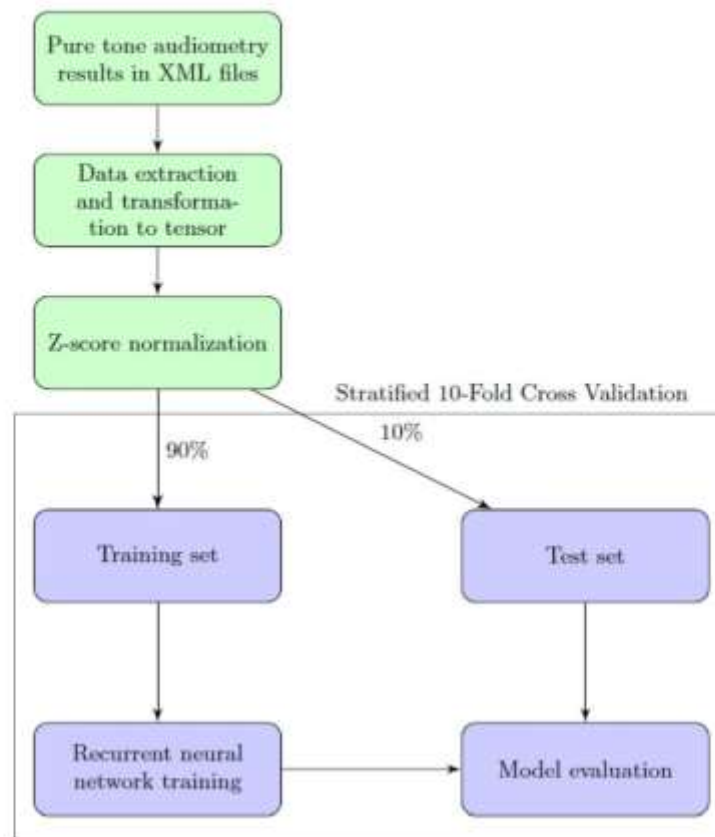 Pure tone audiometry
results in XML files
Data extraction
and transforma-
tion to tensor
Z-score normalization
Stratified 10-Fold Cross Validation
90%
10%
Training set
Test set
Recurrent neural
network training
Model evaluation